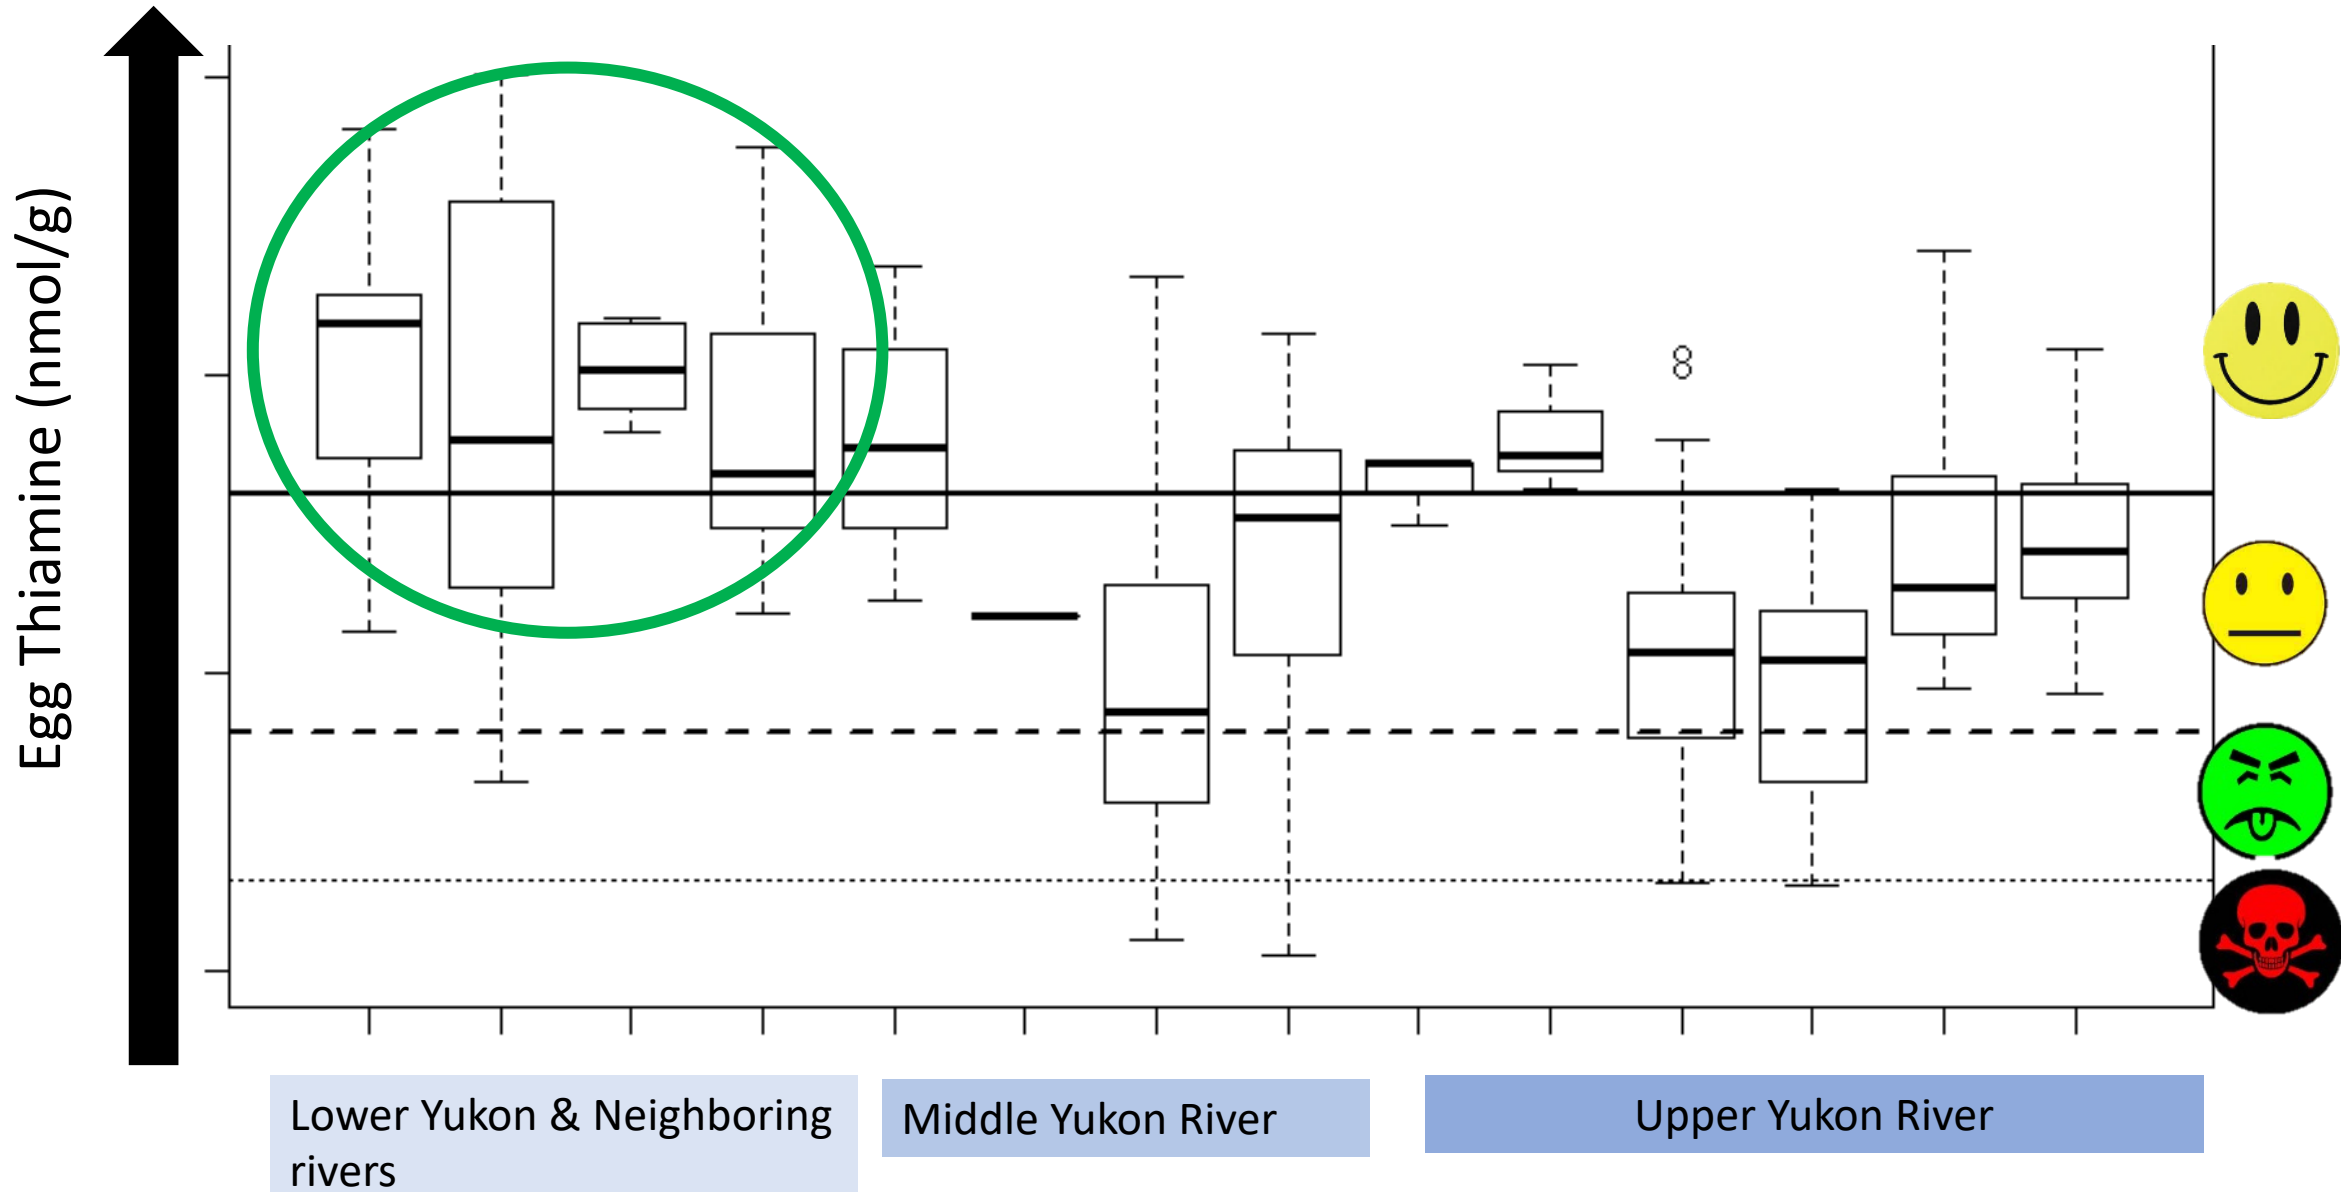 Egg Thiamine (nmol/g)
8
Lower Yukon & Neighboring
rivers
Middle Yukon River
Upper Yukon River